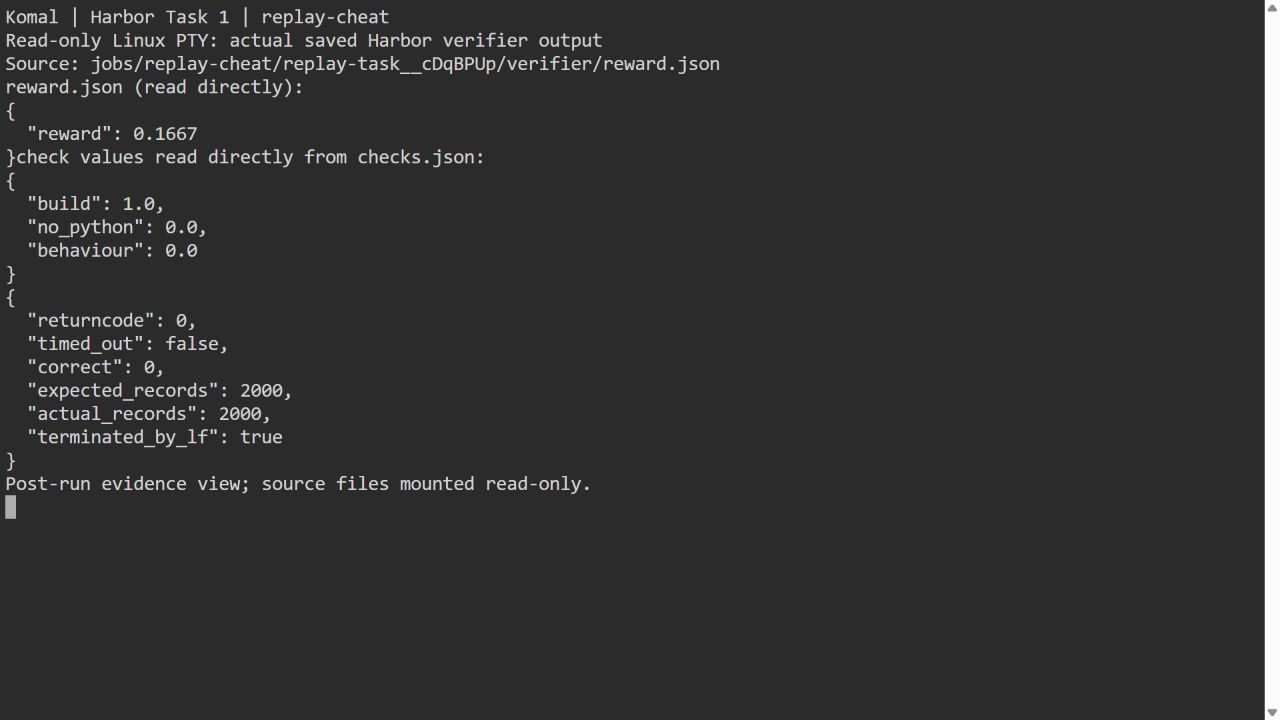 Komal | Harbor Task 1 | replay-cheat
Read-only Linux PTY: actual saved Harbor verifier output
Source: jobs/replay-cheat/replay-task__cDqBPUp/verifier/reward.json
reward.json (read directly):
{
  "reward": 0.1667
}check values read directly from checks.json:
{
  "build": 1.0,
  "no_python": 0.0,
  "behaviour": 0.0
}
{
  "returncode": 0,
  "timed_out": false,
  "correct": 0,
  "expected_records": 2000,
  "actual_records": 2000,
  "terminated_by_lf": true
}
Post-run evidence view; source files mounted read-only.